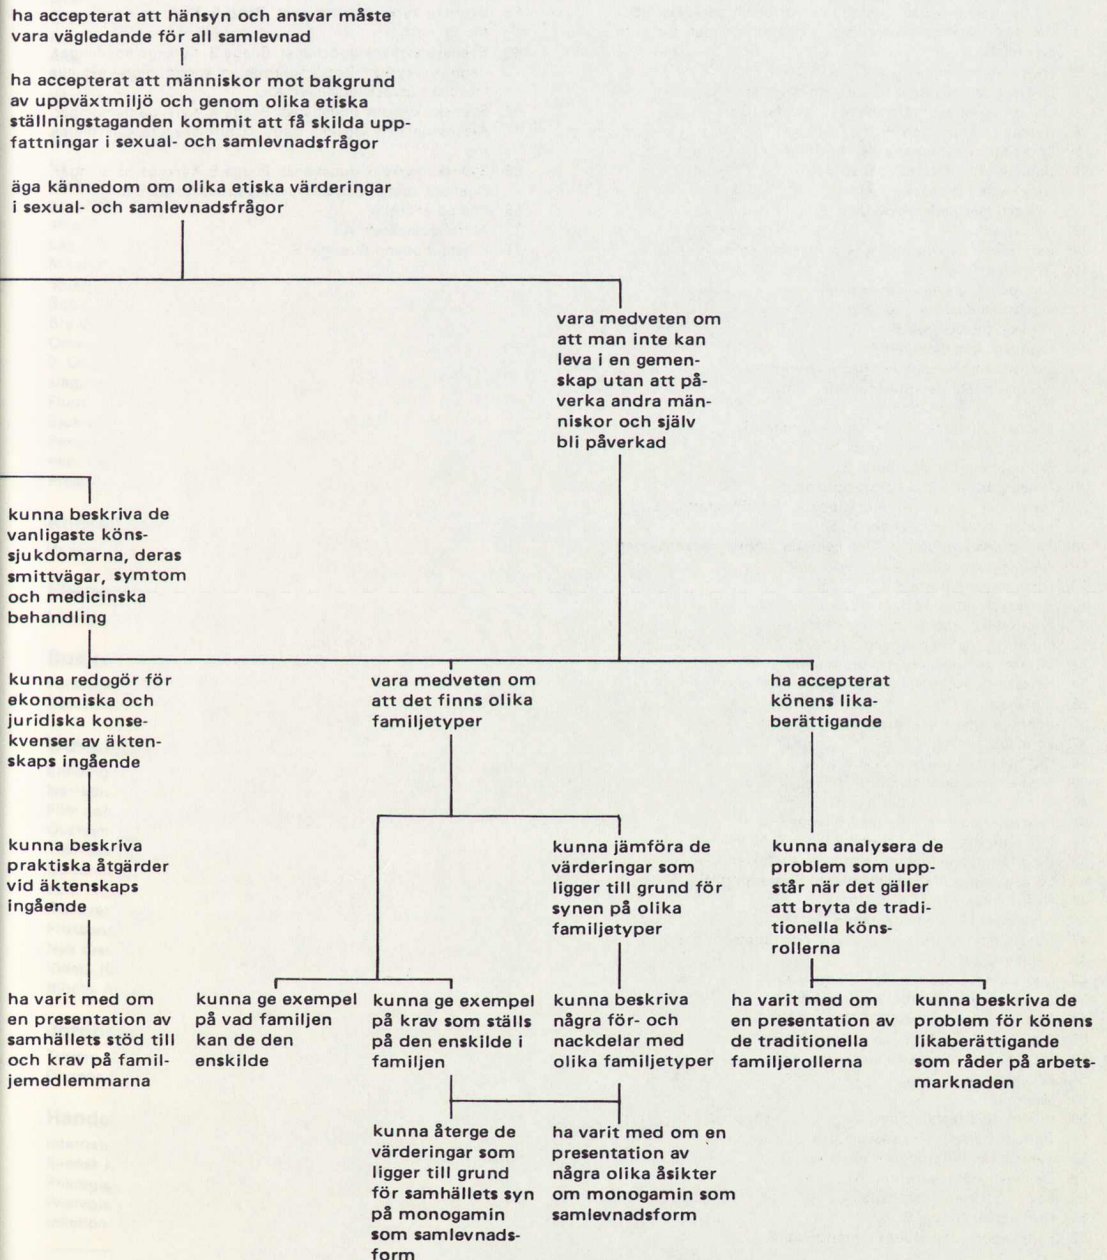 ha accepterat att hänsyn och ansvar måste
vara vägledande för all samlevnad
ha accepterat att människor mot bakgrund
av uppväxtmiljö och genom olika etiska
ställningstaganden kommit att få skilda upp-
fattningar i sexual- och samlevnadsfrågor
äga kännedom om olika etiska värderingar
i sexual- och samlevnadsfrågor
vara medveten om
att man inte kan
leva i en gemen-
skap utan att på-
verka andra män-
niskor och själv
bli påverkad
kunna beskriva de
vanligaste köns-
sjukdomarna, deras
smittvägar, symtom
och medicinska
behandling
kunna redogör för
ekonomiska och
juridiska konse-
kvenser av äkten-
skaps ingående
vara medveten om
att det finns olika
familjetyper
ha accepterat
könens lika-
berättigande
kunna beskriva
praktiska åtgärder
vid äktenskaps
ingående
kunna jämföra de
värderingar som
ligger till grund för
synen på olika
familjetyper
kunna analysera de
problem som upp-
står när det gäller
att bryta de tradi-
tionella köns-
rollerna
ha varit med om
en presentation av
samhällets stöd till
och krav på famil-
jemedlemmarna
kunna ge exempel
på vad familjen
kan de den
enskilde
kunna ge exempel
på krav som ställs
på den enskilde i
familjen
kunna beskriva
några för- och
nackdelar med
olika familjetyper
ha varit med om
en presentation av
de traditionella
familjerollerna
kunna beskriva de
problem för könens
likaberättigande
som råder på arbets-
marknaden
kunna återge de
värderingar som
ligger till grund
för samhällets syn
på monogamin
som samlevnads-
form
ha varit med om en
presentation av
några olika åsikter
om monogamin som
samlevnadsform